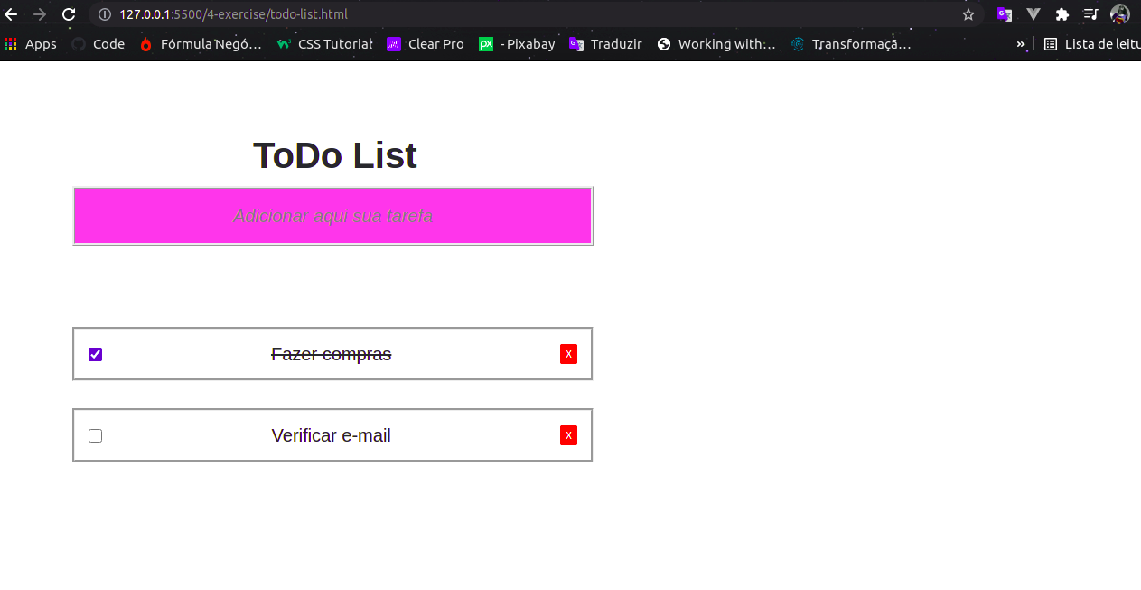 127.0.0.1:5500/4-exercise/todo-list.html
Apps Code Fórmula Negó... CSS Tutorial Clear Pro px - Pixabay Traduzir Working with:... Transformaçã... » Lista de leitu
ToDo List
Adicionar aqui sua tarefa
Fazer compras X
Verificar e-mail X